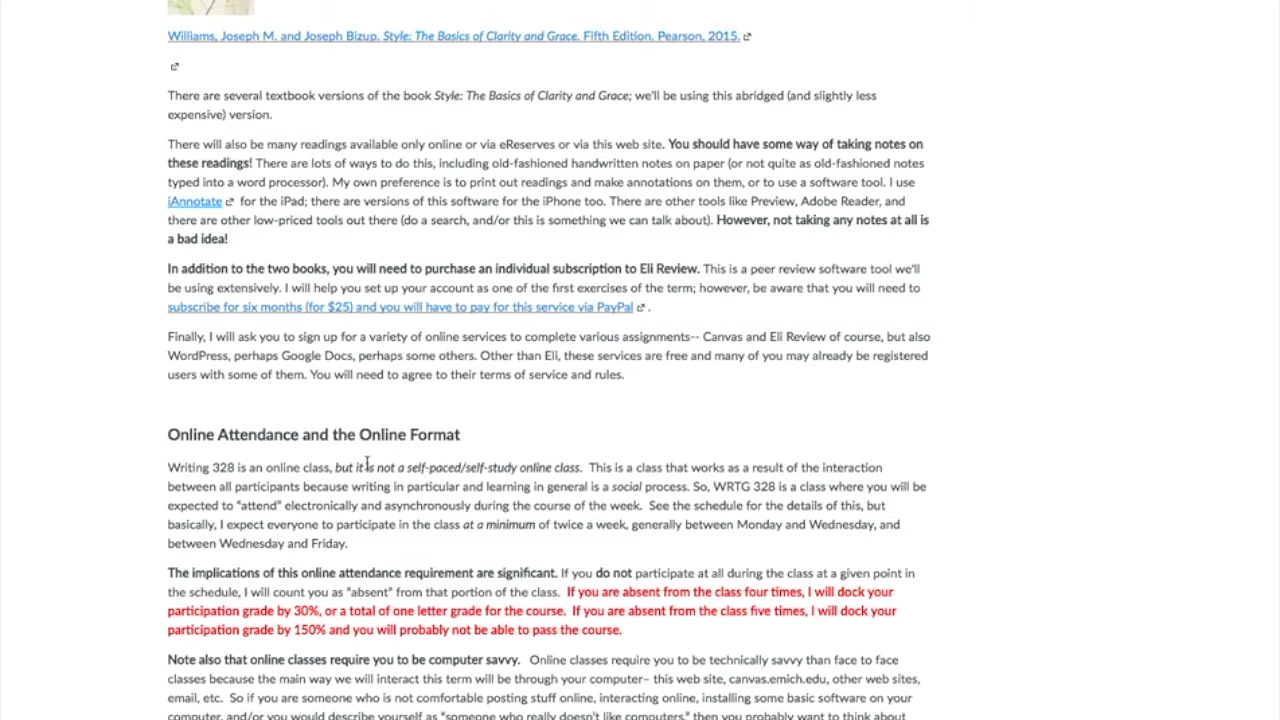 Williams, Joseph M. and Joseph Bizup. Style: The Basics of Clarity and Grace. Fifth Edition. Pearson, 2015.
There are several textbook versions of the book Style: The Basics of Clarity and Grace; we'll be using this abridged (and slightly less
expensive) version.
There will also be many readings available only online or via eReserves or via this web site. You should have some way of taking notes on
these readings! There are lots of ways to do this, including old-fashioned handwritten notes on paper (or not quite as old-fashioned notes
typed into a word processor). My own preference is to print out readings and make annotations on them, or to use a software tool. I use
iAnnotate for the iPad; there are versions of this software for the iPhone too. There are other tools like Preview, Adobe Reader, and
there are other low-priced tools out there (do a search, and/or this is something we can talk about). However, not taking any notes at all is
a bad idea!
In addition to the two books, you will need to purchase an individual subscription to Eli Review. This is a peer review software tool we'll
be using extensively. I will help you set up your account as one of the first exercises of the term; however, be aware that you will need to
subscribe for six months (for $25) and you will have to pay for this service via PayPal .
Finally, I will ask you to sign up for a variety of online services to complete various assignments-- Canvas and Eli Review of course, but also
WordPress, perhaps Google Docs, perhaps some others. Other than Eli, these services are free and many of you may already be registered
users with some of them. You will need to agree to their terms of service and rules.
Online Attendance and the Online Format
Writing 328 is an online class, but it is not a self-paced/self-study online class. This is a class that works as a result of the interaction
between all participants because writing in particular and learning in general is a social process. So, WRTG 328 is a class where you will be
expected to "attend" electronically and asynchronously during the course of the week. See the schedule for the details of this, but
basically, I expect everyone to participate in the class at a minimum of twice a week, generally between Monday and Wednesday, and
between Wednesday and Friday.
The implications of this online attendance requirement are significant. If you do not participate at all during the class at a given point in
the schedule, I will count you as "absent" from that portion of the class. If you are absent from the class four times, I will dock your
participation grade by 30%, or a total of one letter grade for the course. If you are absent from the class five times, I will dock your
participation grade by 150% and you will probably not be able to pass the course.
Note also that online classes require you to be computer savvy. Online classes require you to be technically savvy than face to face
classes because the main way we will interact this term will be through your computer– this web site, canvas.emich.edu, other web sites,
email, etc. So if you are someone who is not comfortable posting stuff online, interacting online, installing some basic software on your
computer, and/or you would describe yourself as "someone who really doesn't like computers," then you probably want to think about